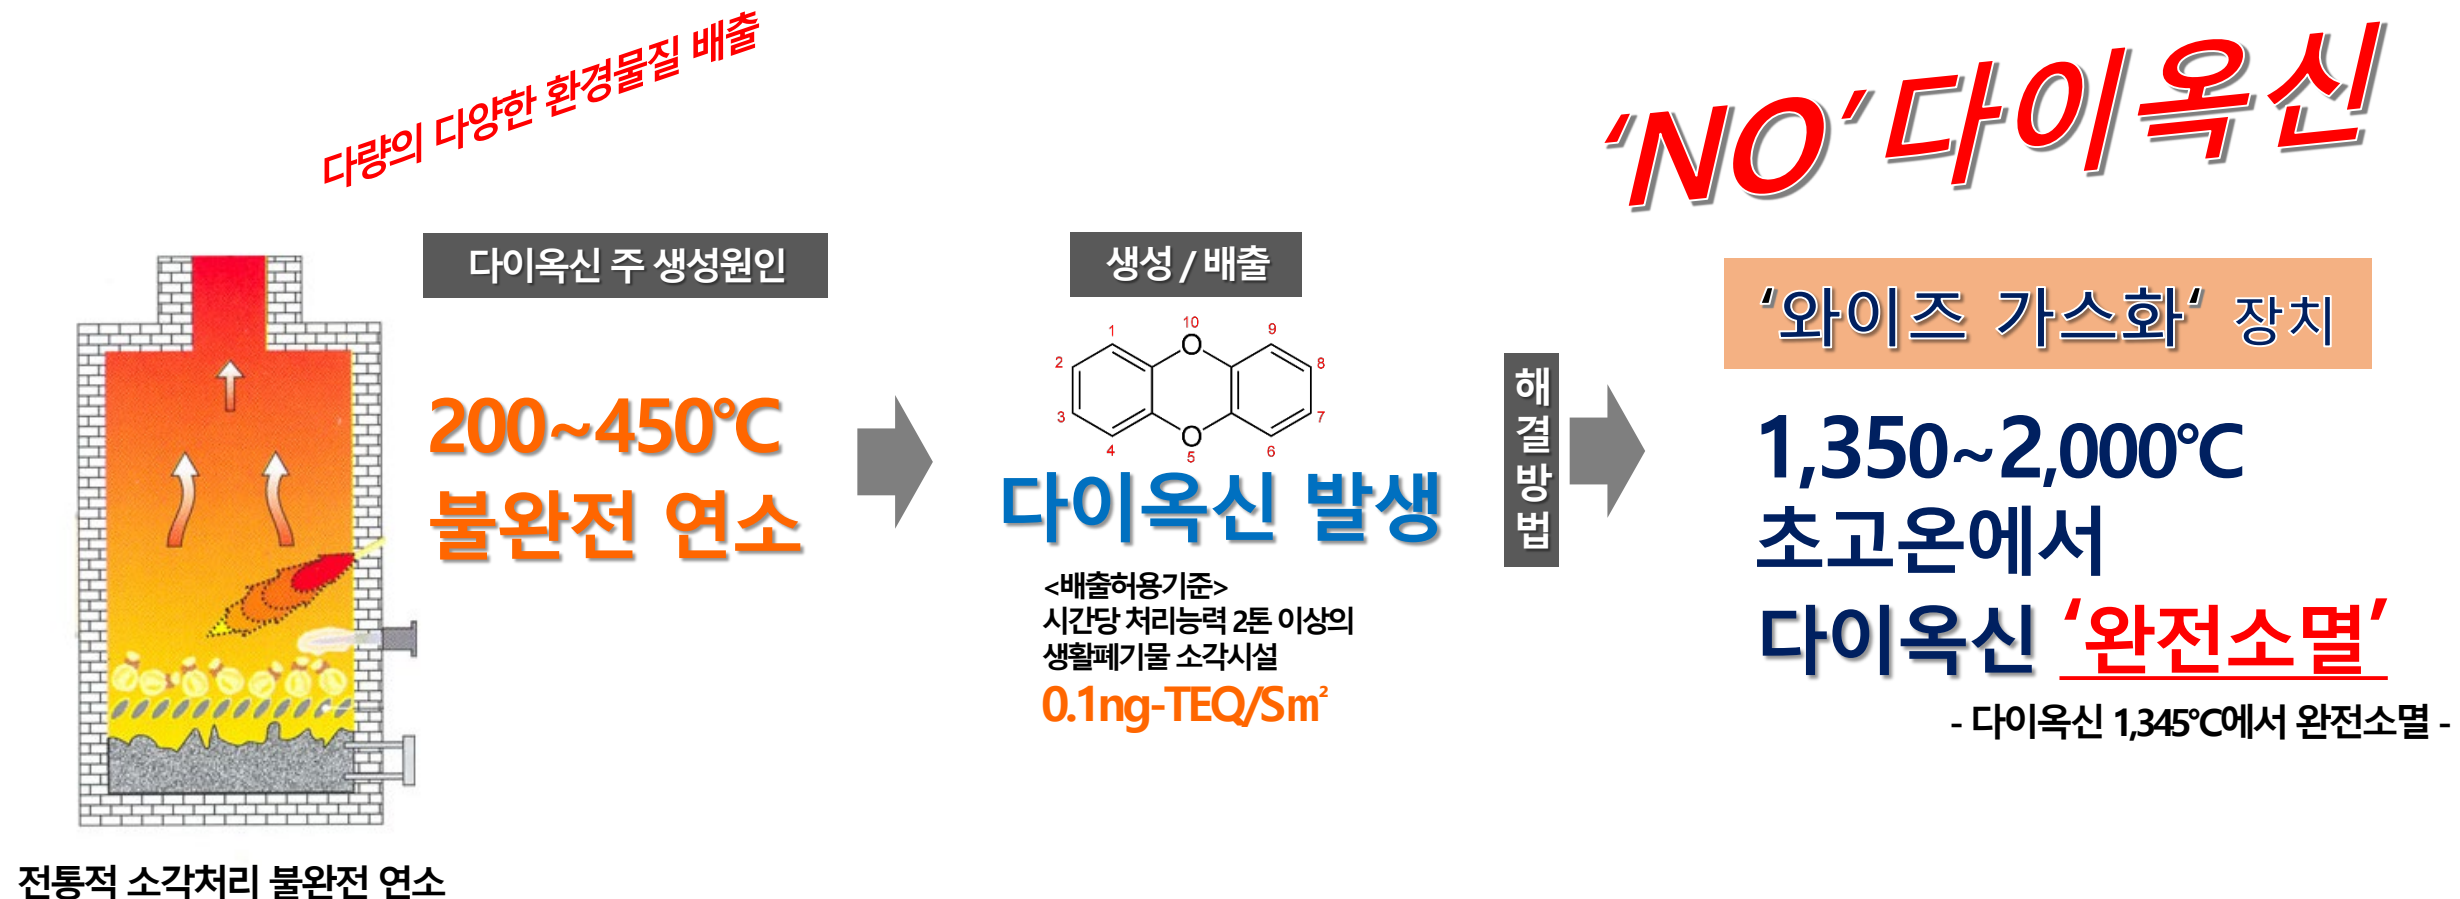 다량의 다양한 환경물질 배출
'NO' 다이옥신
다이옥신 주 생성원인
200~450℃
불완전 연소
전통적 소각처리 불완전 연소
생성 / 배출
10
1
9
O
2
8
3
7
O
4
6
5
다이옥신 발생
<배출허용기준>
시간당 처리능력 2톤 이상의
생활폐기물 소각시설
0.1ng-TEQ/Sm²
해결방법
‘와이즈 가스화‘ 장치
1,350~2,000℃
초고온에서
다이옥신 ‘완전소멸’
- 다이옥신 1,345℃에서 완전소멸 -